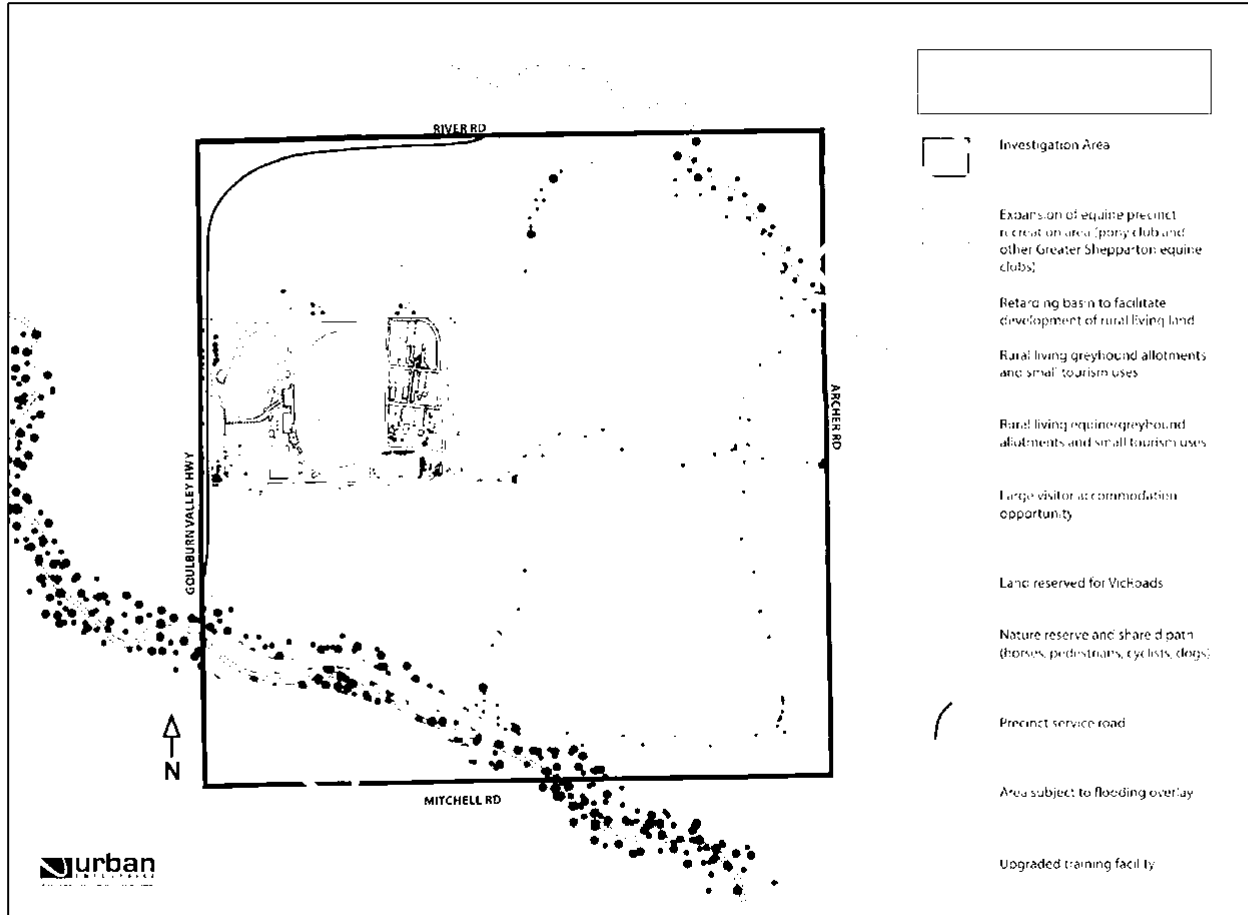 RIVER RD
GOULBURN VALLEY HWY
ARCHER RD
MITCHELL RD
N
urban
Investigation Area
Expansion of equine precinct
recreation area (pony club and
other Greater Shepparton equine
clubs)
Retarding basin to facilitate
development of rural living land
Rural living greyhound allotments
and small tourism uses
Rural living equine/greyhound
allotments and small tourism uses
Large visitor accommodation
opportunity
Land reserved for VicRoads
Nature reserve and shared path
(horses, pedestrians, cyclists, dogs)
Precinct service road
Area subject to flooding overlay
Upgraded training facility